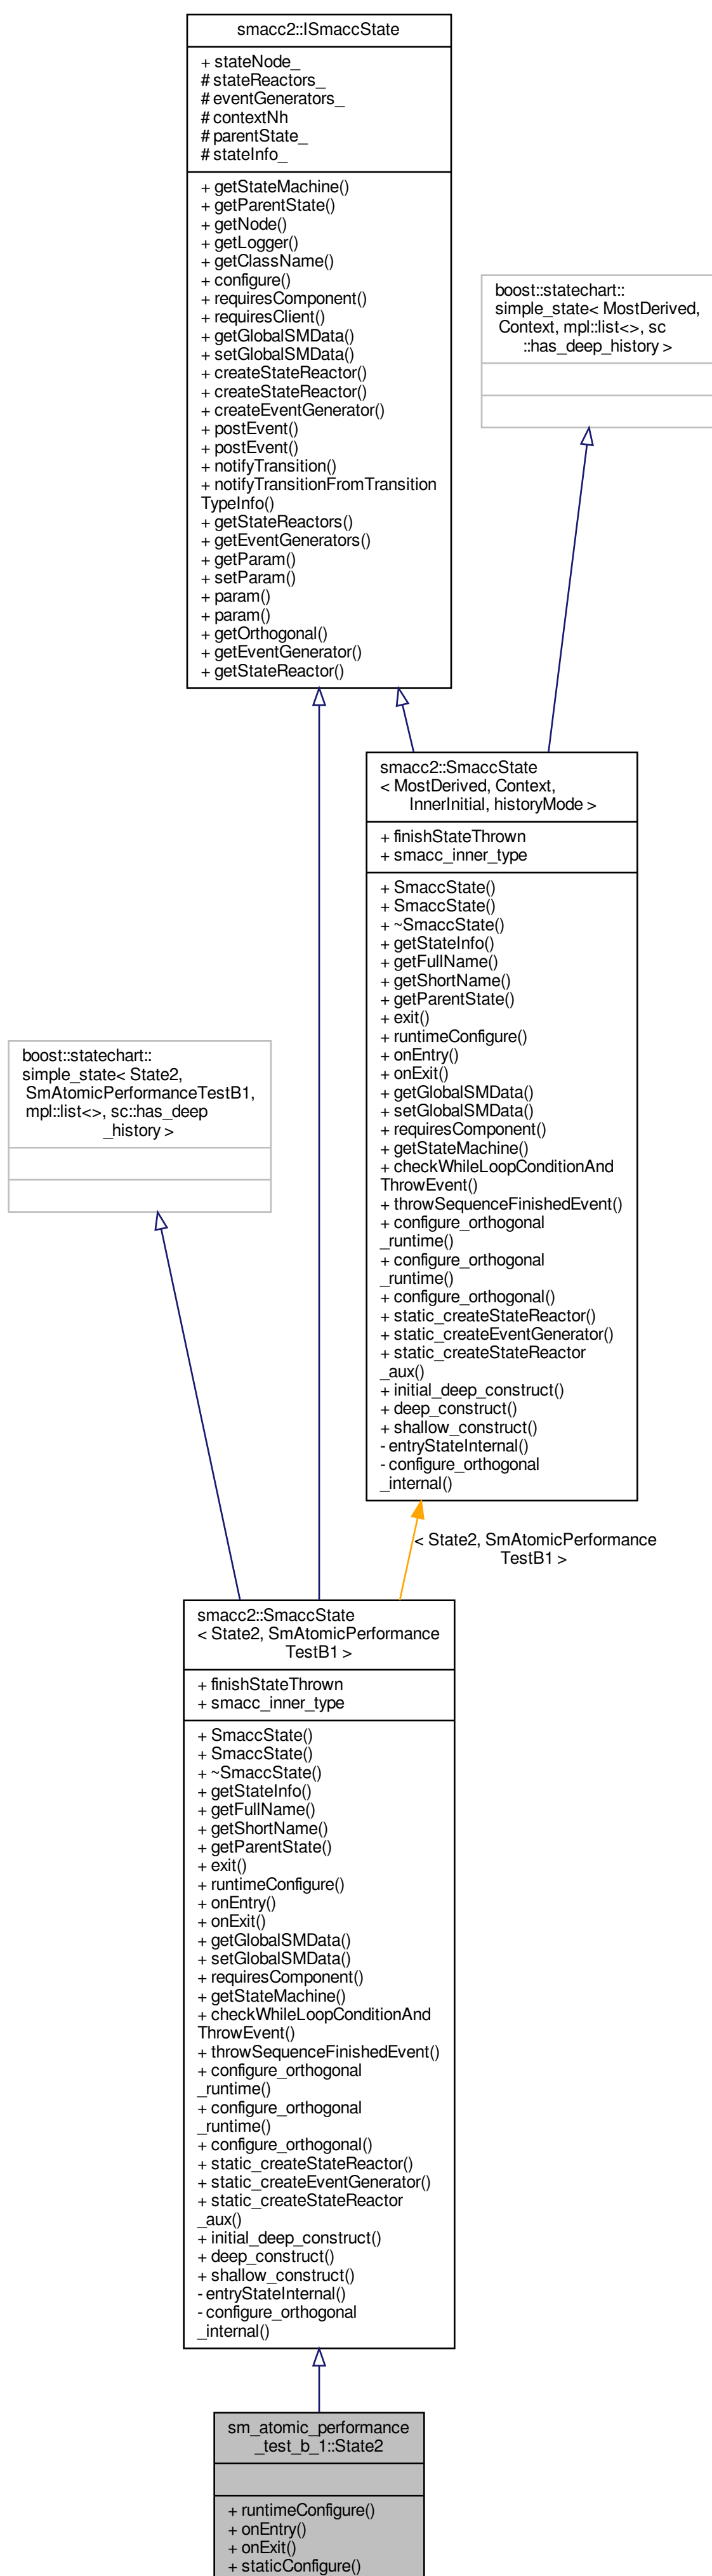 smacc2::ISmaccState
+ stateNode_
# stateReactors_
# eventGenerators_
# contextNh
# parentState_
# stateInfo_
+ getStateMachine()
+ getParentState()
+ getNode()
+ getLogger()
+ getClassName()
+ configure()
+ requiresComponent()
+ requiresClient()
+ getGlobalSMData()
+ setGlobalSMData()
+ createStateReactor()
+ createStateReactor()
+ createEventGenerator()
+ postEvent()
+ postEvent()
+ notifyTransition()
+ notifyTransitionFromTransition
TypeInfo()
+ getStateReactors()
+ getEventGenerators()
+ getParam()
+ setParam()
+ param()
+ param()
+ getOrthogonal()
+ getEventGenerator()
+ getStateReactor()
boost::statechart::
simple_state< MostDerived,
Context, mpl::list<>, sc
::has_deep_history >
smacc2::SmaccState
< MostDerived, Context,
InnerInitial, historyMode >
+ finishStateThrown
+ smacc_inner_type
+ SmaccState()
+ SmaccState()
+ ~SmaccState()
+ getStateInfo()
+ getFullName()
+ getShortName()
+ getParentState()
+ exit()
+ runtimeConfigure()
+ onEntry()
+ onExit()
+ getGlobalSMData()
+ setGlobalSMData()
+ requiresComponent()
+ getStateMachine()
+ checkWhileLoopConditionAnd
ThrowEvent()
+ throwSequenceFinishedEvent()
+ configure_orthogonal
_runtime()
+ configure_orthogonal
_runtime()
+ configure_orthogonal()
+ static_createStateReactor()
+ static_createEventGenerator()
+ static_createStateReactor
_aux()
+ initial_deep_construct()
+ deep_construct()
+ shallow_construct()
- entryStateInternal()
- configure_orthogonal
_internal()
boost::statechart::
simple_state< State2,
SmAtomicPerformanceTestB1,
mpl::list<>, sc::has_deep
_history >
< State2, SmAtomicPerformance
TestB1 >
smacc2::SmaccState
< State2, SmAtomicPerformance
TestB1 >
+ finishStateThrown
+ smacc_inner_type
+ SmaccState()
+ SmaccState()
+ ~SmaccState()
+ getStateInfo()
+ getFullName()
+ getShortName()
+ getParentState()
+ exit()
+ runtimeConfigure()
+ onEntry()
+ onExit()
+ getGlobalSMData()
+ setGlobalSMData()
+ requiresComponent()
+ getStateMachine()
+ checkWhileLoopConditionAnd
ThrowEvent()
+ throwSequenceFinishedEvent()
+ configure_orthogonal
_runtime()
+ configure_orthogonal
_runtime()
+ configure_orthogonal()
+ static_createStateReactor()
+ static_createEventGenerator()
+ static_createStateReactor
_aux()
+ initial_deep_construct()
+ deep_construct()
+ shallow_construct()
- entryStateInternal()
- configure_orthogonal
_internal()
sm_atomic_performance
_test_b_1::State2
+ runtimeConfigure()
+ onEntry()
+ onExit()
+ staticConfigure()